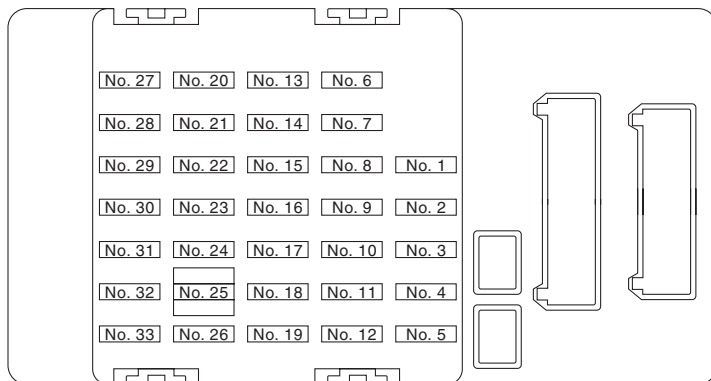 No. 27 No. 20 No. 13 No. 6
No. 28 No. 21 No. 14 No. 7
No. 29 No. 22 No. 15 No. 8 No. 1
No. 30 No. 23 No. 16 No. 9 No. 2
No. 31 No. 24 No. 17 No. 10 No. 3
No. 32 No. 25 No. 18 No. 11 No. 4
No. 33 No. 26 No. 19 No. 12 No. 5